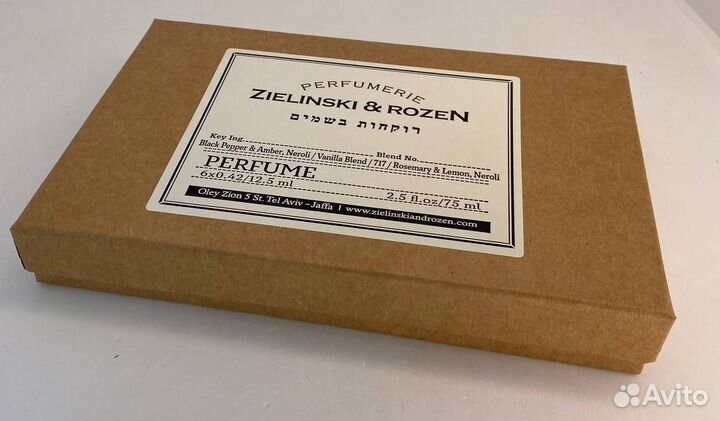 PERFUMERIE
ZIELINSKI & ROZEN
רוקחות בשמים
Key Ing. Blend No.
Black Pepper & Amber, Neroli / Vanilla Blend / 717 / Rosemary & Lemon, Neroli
PERFUME
6x0.42/12.5 ml 2.5 fl.oz/75 ml
Oley Zion 5 St. Tel Aviv – Jaffa | www.zielinskiandrozen.com
Avito